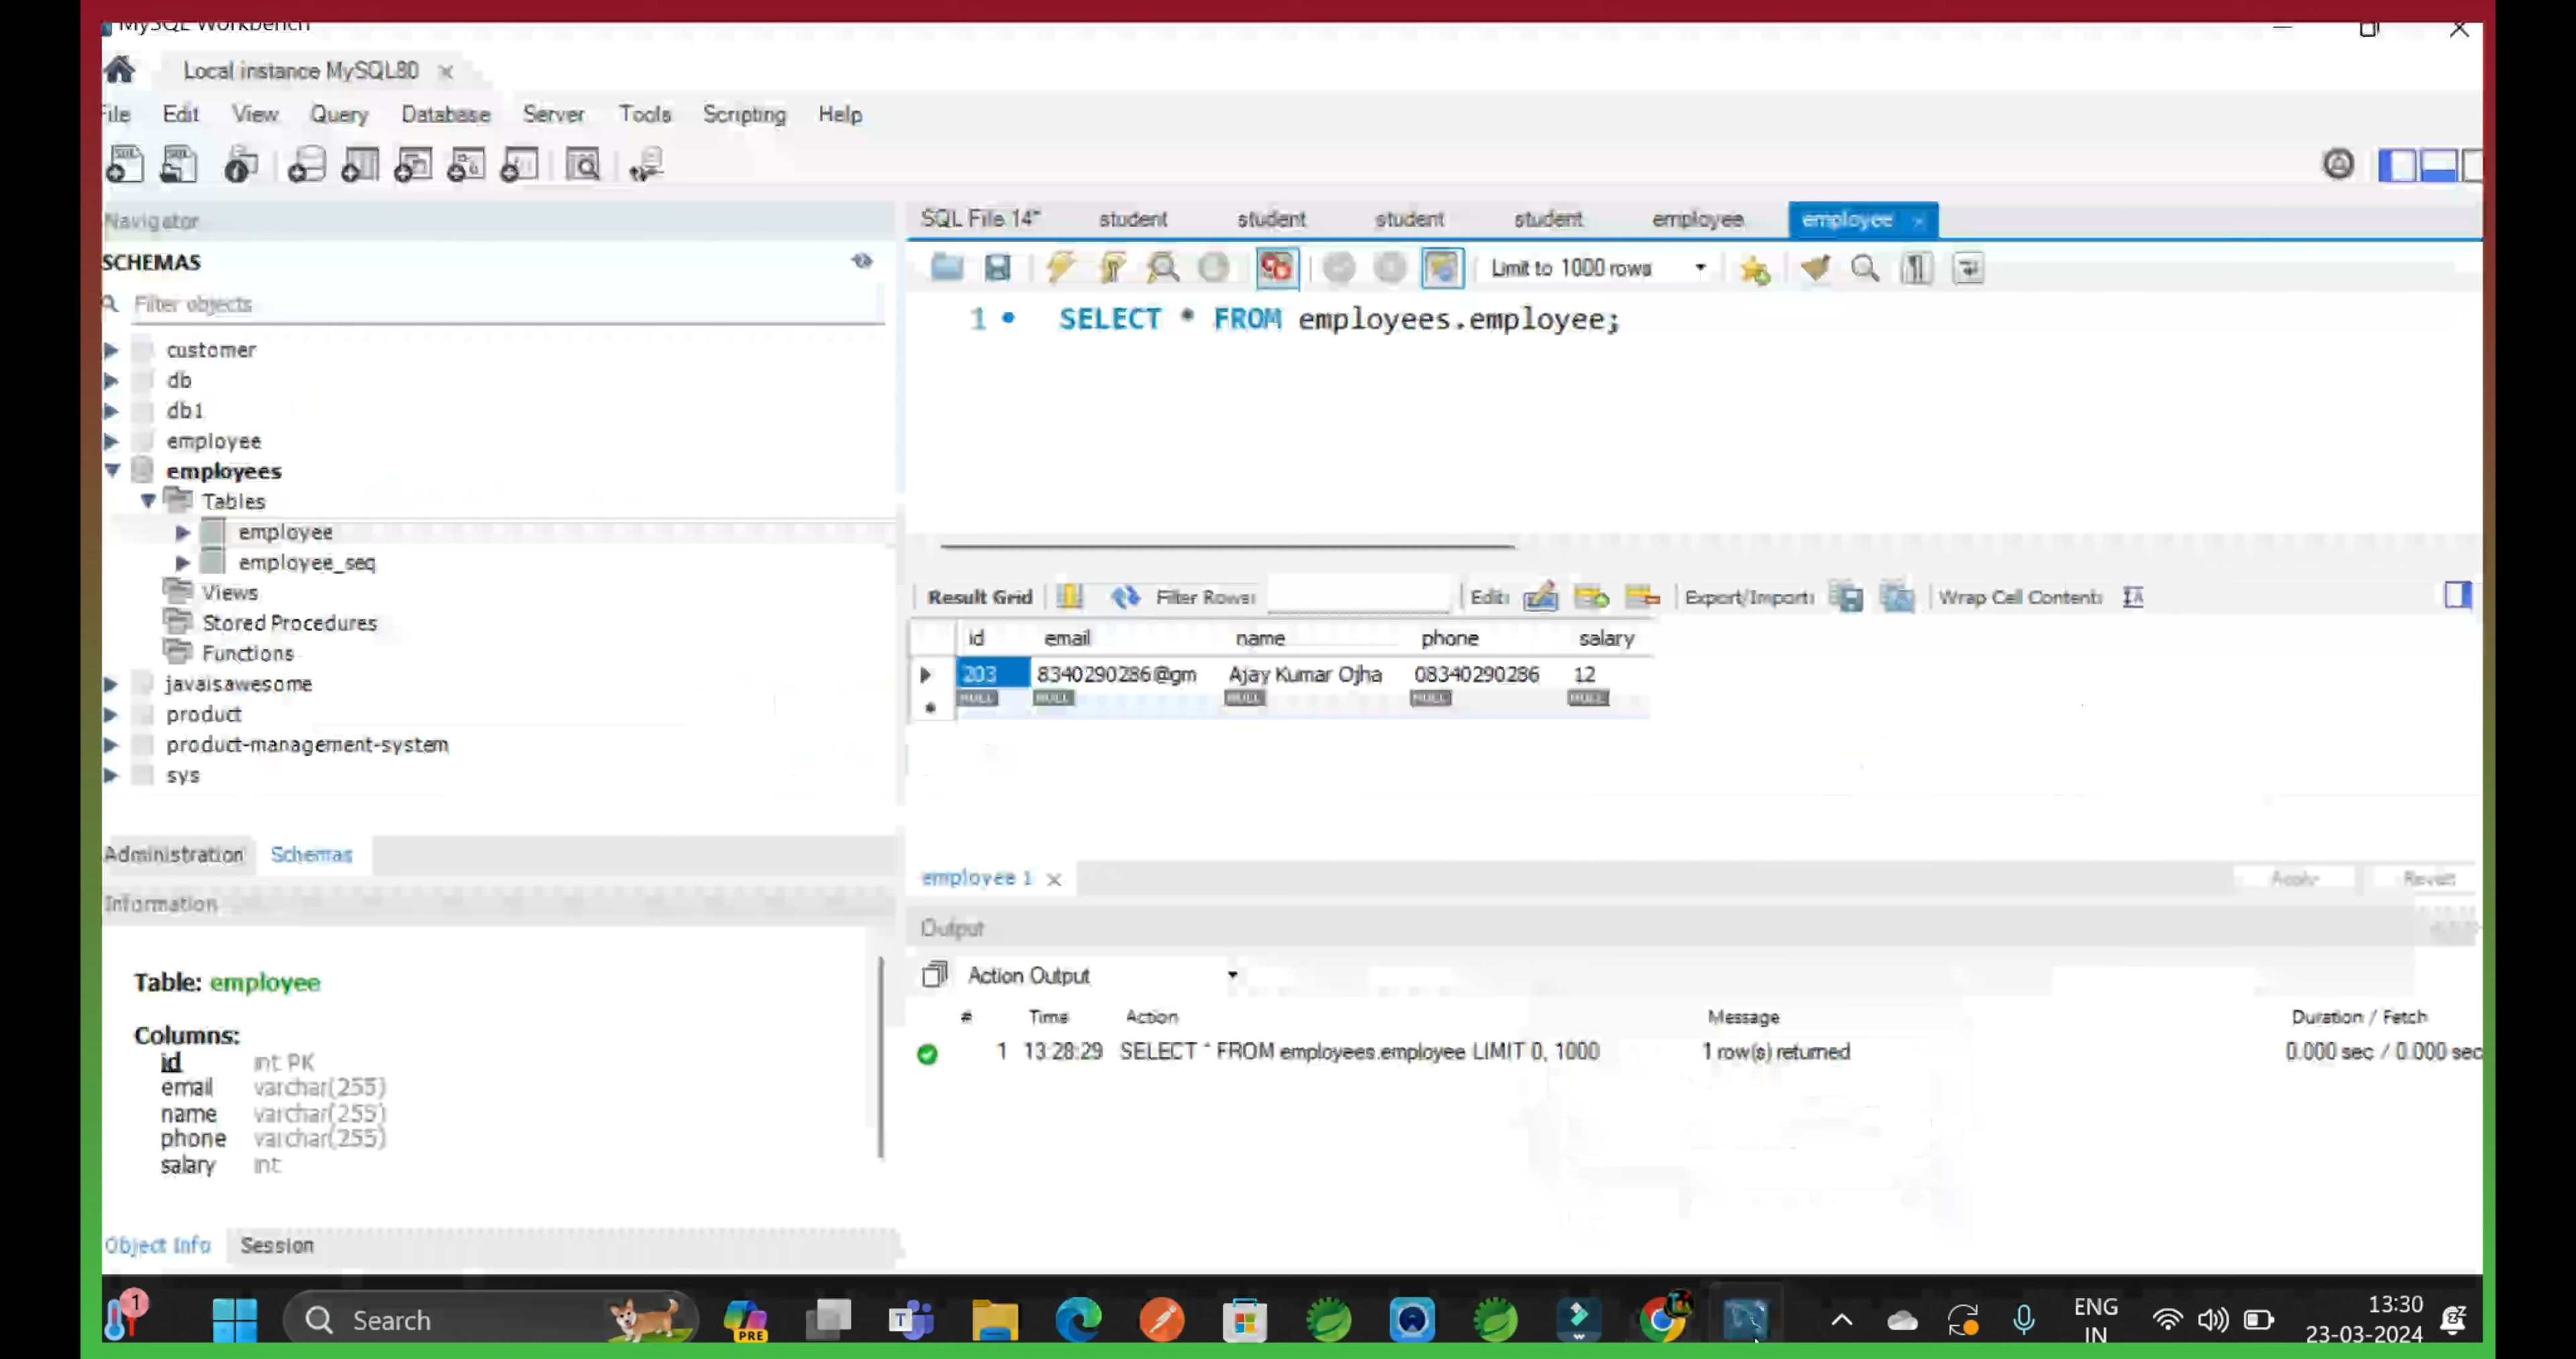 MySQL Workbench
Local instance MySQL80
File Edit View Query Database Server Tools Scripting Help
Navigator
SCHEMAS
Filter objects
customer
db
db1
employee
employees
Tables
employee
employee_seq
Views
Stored Procedures
Functions
javaisawesome
product
product-management-system
sys
Administration Schemas
Information
Table: employee
Columns:
id int PK
email varchar(255)
name varchar(255)
phone varchar(255)
salary int
Object Info Session
SQL File 14* student student student student employee employee
Limit to 1000 rows
1 SELECT * FROM employees.employee;
Result Grid Filter Rows: Edit: Export/Import: Wrap Cell Content:
id email name phone salary
203 8340290286@gm Ajay Kumar Ojha 08340290286 12
NULL NULL NULL NULL NULL
employee 1 Apply Revert
Output
Action Output
# Time Action Message Duration / Fetch
1 13:28:29 SELECT * FROM employees.employee LIMIT 0, 1000 1 row(s) returned 0.000 sec / 0.000 sec
1 Search PRE ENG 13:30
IN 23-03-2024